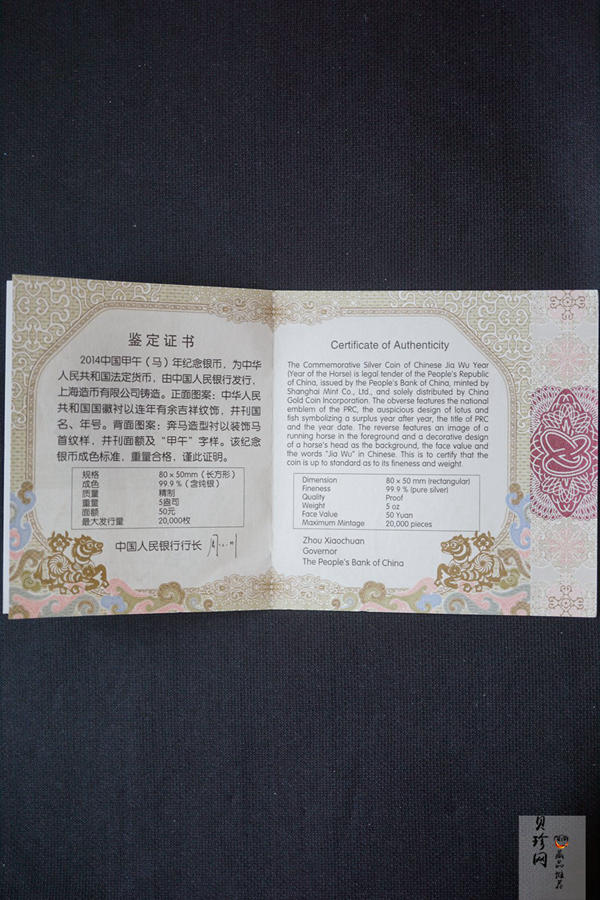 鉴定证书
2014中国甲午（马）年纪念银币，为中华
人民共和国法定货币，由中国人民银行发行，
上海造币有限公司铸造。正面图案：中华人民
共和国国徽衬以连年有余吉祥纹饰，并刊国
名、年号。背面图案：奔马造型衬以装饰马
首纹样，并刊面额及“甲午”字样。该纪念
银币成色标准，重量合格，谨此证明。
规格 80×50mm（长方形）
成色 99.9％（含纯银）
质量 精制
重量 5盎司
面额 50元
最大发行量 20,000枚
中国人民银行行长
Certificate of Authenticity
The Commemorative Silver Coin of Chinese Jia Wu Year
(Year of the Horse) is legal tender of the People's Republic
of China, issued by the People's Bank of China, minted by
Shanghai Mint Co., Ltd., and solely distributed by China
Gold Coin Incorporation. The obverse features the national
emblem of the PRC, the auspicious design of lotus and
fish symbolizing a surplus year after year, the title of PRC
and the year date. The reverse features an image of a
running horse in the foreground and a decorative design
of a horse's head as the background, the face value and
the words "Jia Wu" in Chinese. This is to certify that the
coin is up to standard as to its fineness and weight.
Dimension 80 x 50 mm (rectangular)
Fineness 99.9 % (pure silver)
Quality Proof
Weight 5 oz
Face Value 50 Yuan
Maximum Mintage 20,000 pieces
Zhou Xiaochuan
Governor
The People's Bank of China
贝珍网
藏品推荐